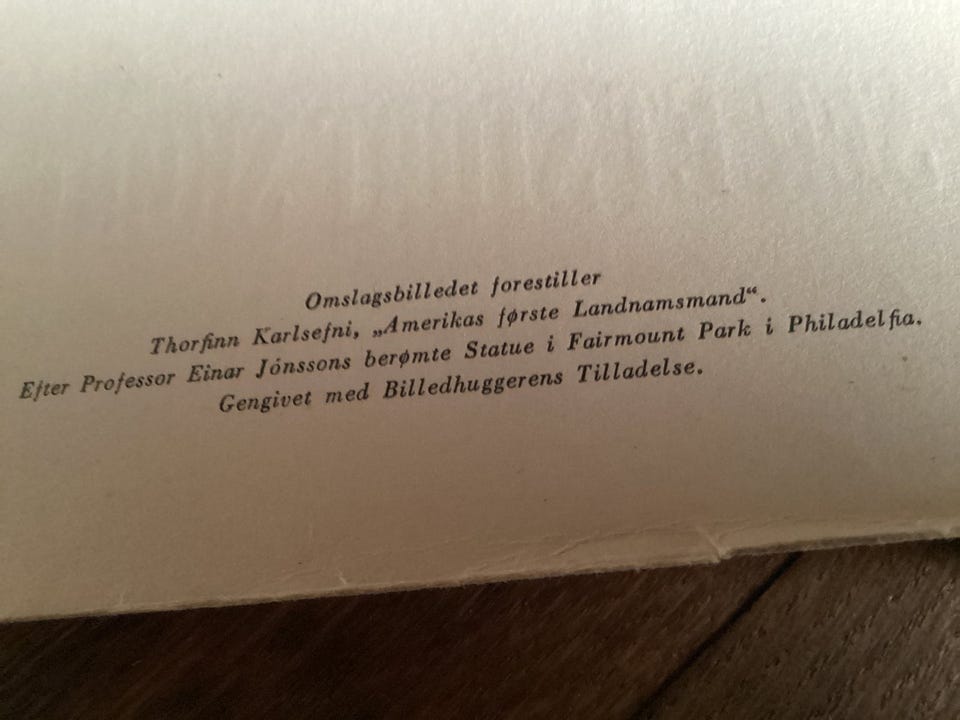 Omslagsbilledet forestiller
Thorfinn Karlsefni, „Amerikas første Landnamsmand“.
Efter Professor Einar Jónssons berømte Statue i Fairmount Park i Philadelfia.
Gengivet med Billedhuggerens Tilladelse.